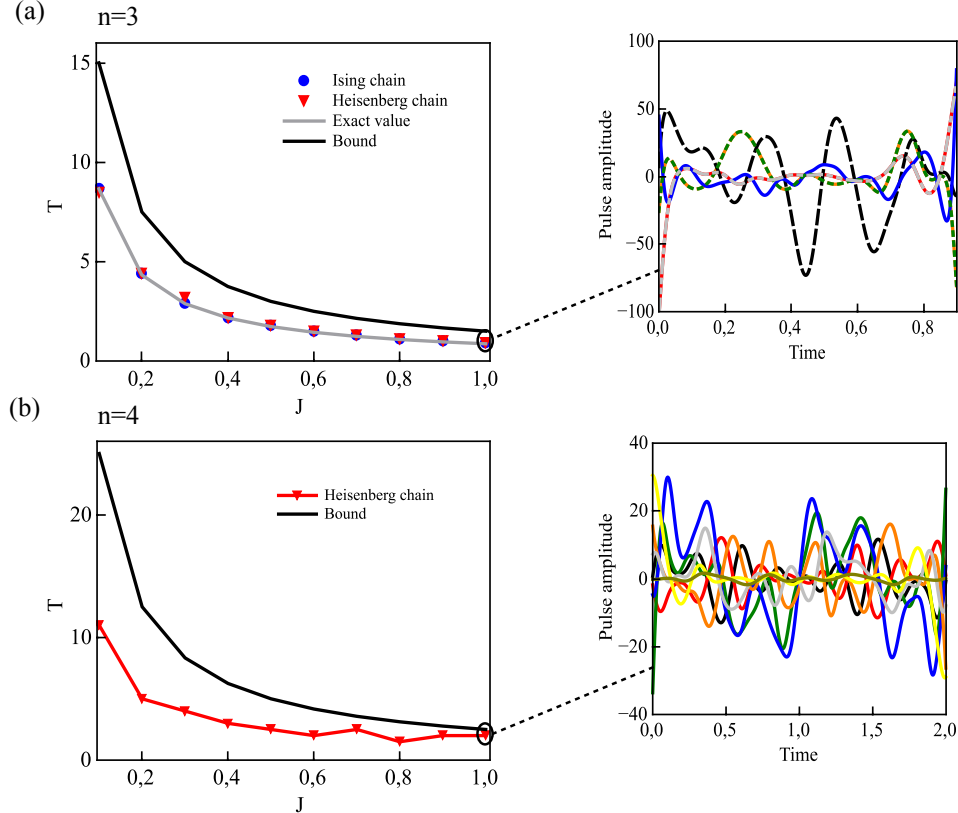 (a)
n=3
15
10
5
0
T
0,2
0,4
0,6
0,8
1,0
J
Ising chain
Heisenberg chain
Exact value
Bound
100
50
0
−50
−100
Pulse amplitude
0,0
0,2
0,4
0,6
0,8
Time
(b)
n=4
20
10
0
T
0,2
0,4
0,6
0,8
1,0
J
Heisenberg chain
Bound
40
20
0
−20
−40
Pulse amplitude
0,0
0,5
1,0
1,5
2,0
Time